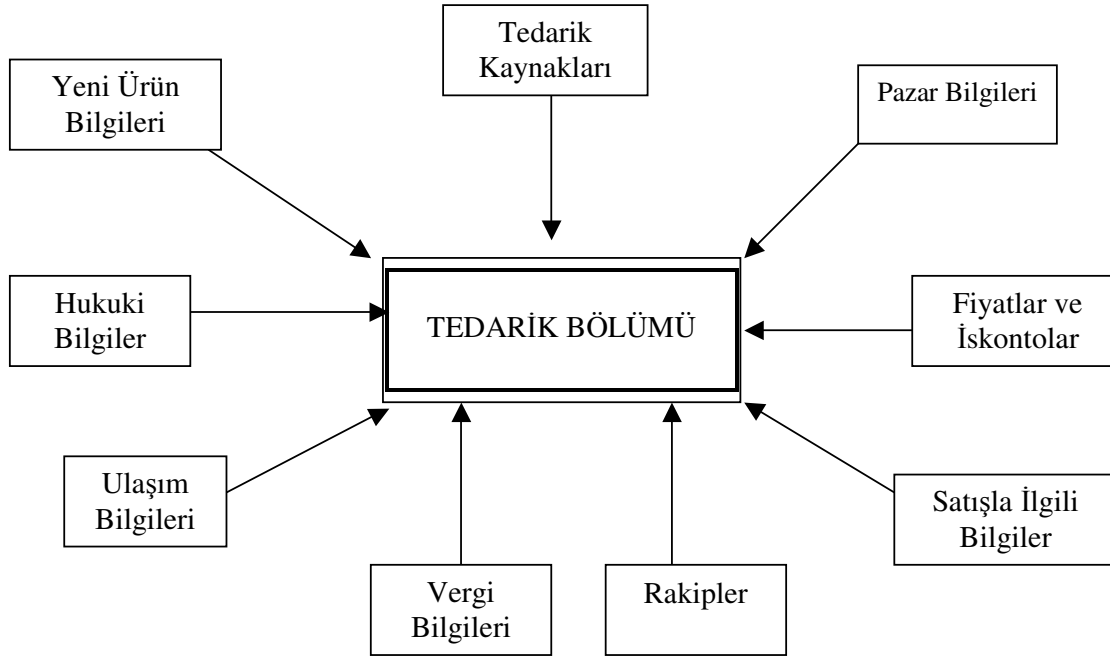 Tedarik
Kaynakları
Yeni Ürün
Bilgileri
Pazar Bilgileri
Hukuki
Bilgiler
TEDARİK BÖLÜMÜ
Fiyatlar ve
İskontolar
Ulaşım
Bilgileri
Satışla İlgili
Bilgiler
Vergi
Bilgileri
Rakipler